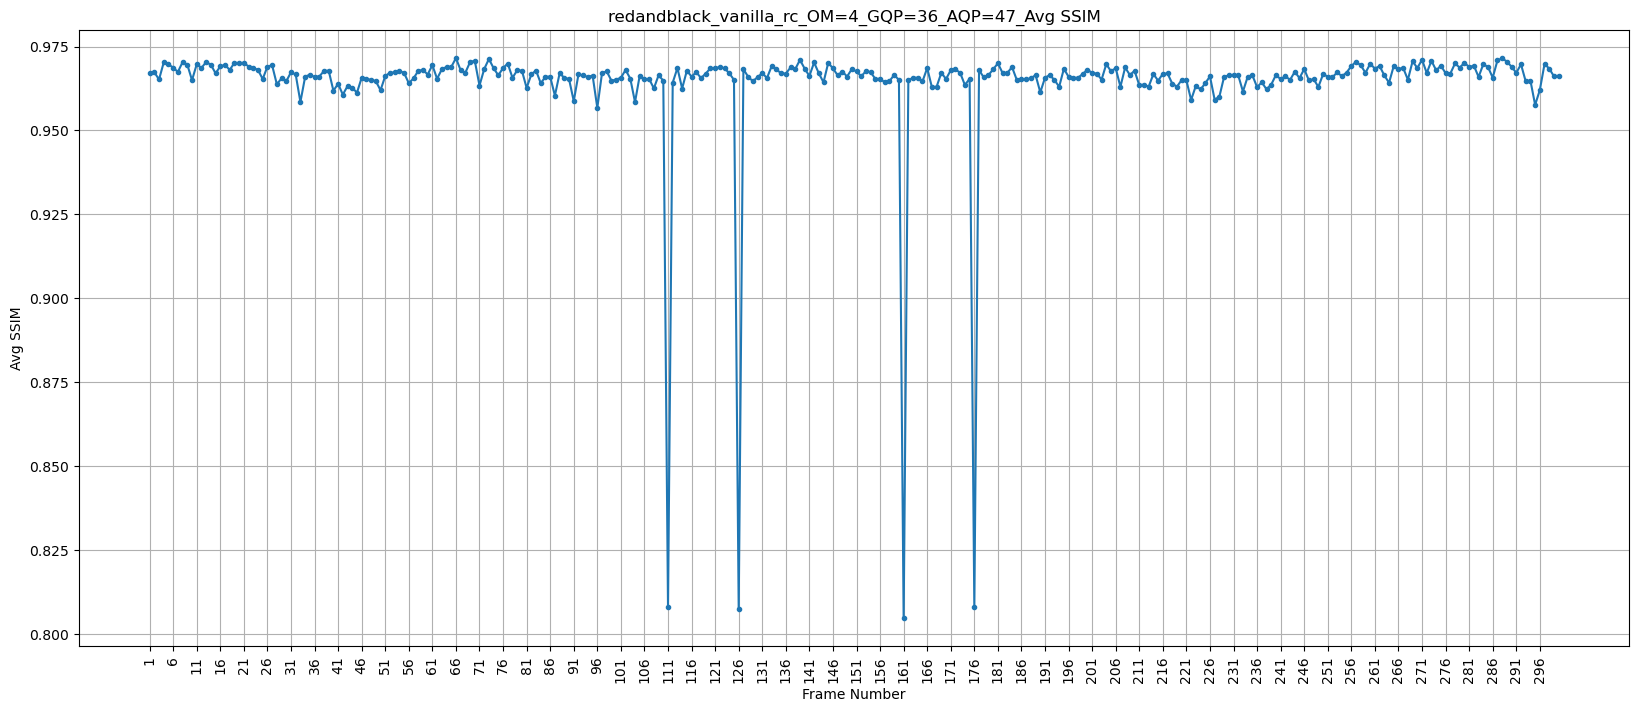 redandblack_vanilla_rc_OM=4_GQP=36_AQP=47_Avg SSIM
0.975
0.950
0.925
0.900
0.875
0.850
0.825
0.800
Avg SSIM
1 6 11 16 21 26 31 36 41 46 51 56 61 66 71 76 81 86 91 96 101 106 111 116 121 126 131 136 141 146 151 156 161 166 171 176 181 186 191 196 201 206 211 216 221 226 231 236 241 246 251 256 261 266 271 276 281 286 291 296
Frame Number